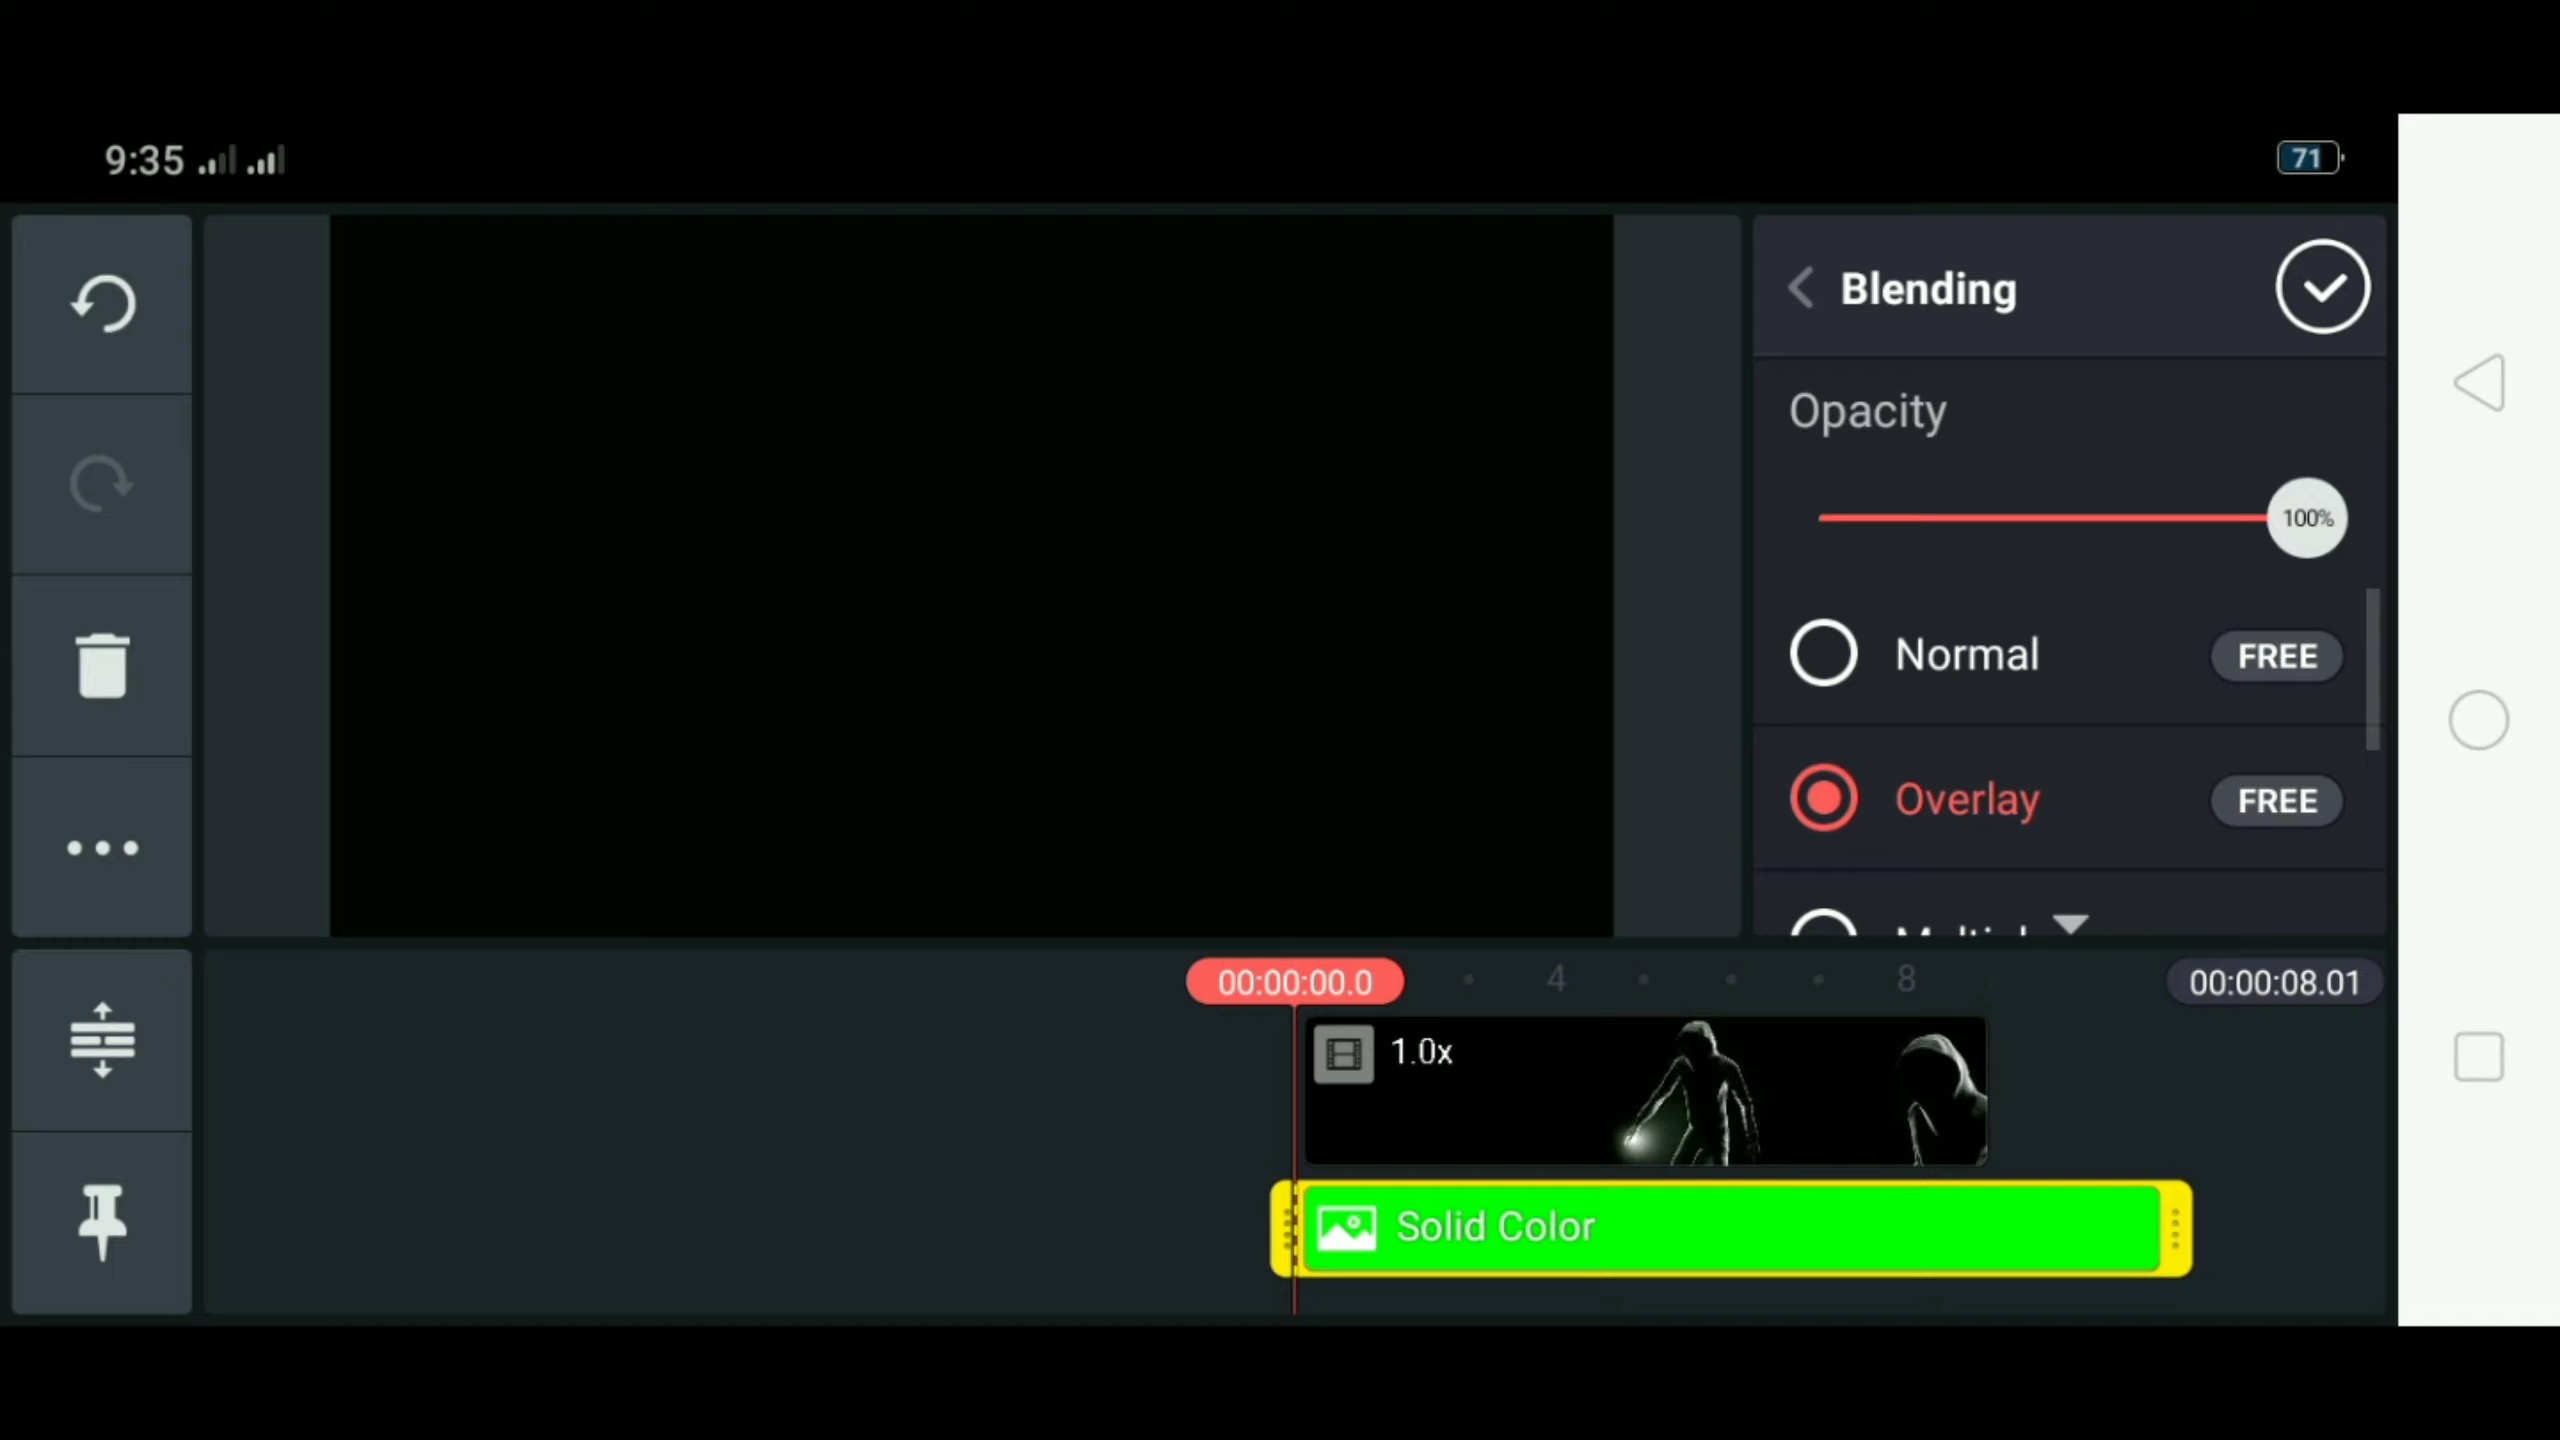 9:35
71
Blending
Opacity
100%
Normal FREE
Overlay FREE
00:00:00.0
4
8
00:00:08.01
1.0x
Solid Color